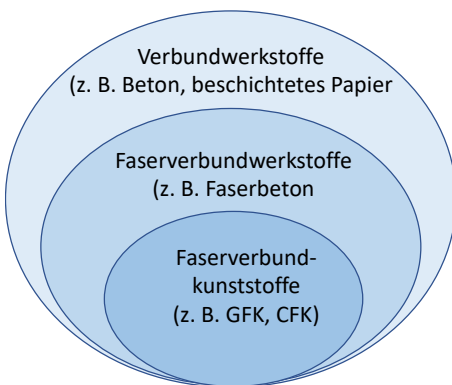 Verbundwerkstoffe
(z. B. Beton, beschichtetes Papier
Faserverbundwerkstoffe
(z. B. Faserbeton
Faserverbund-
kunststoffe
(z. B. GFK, CFK)